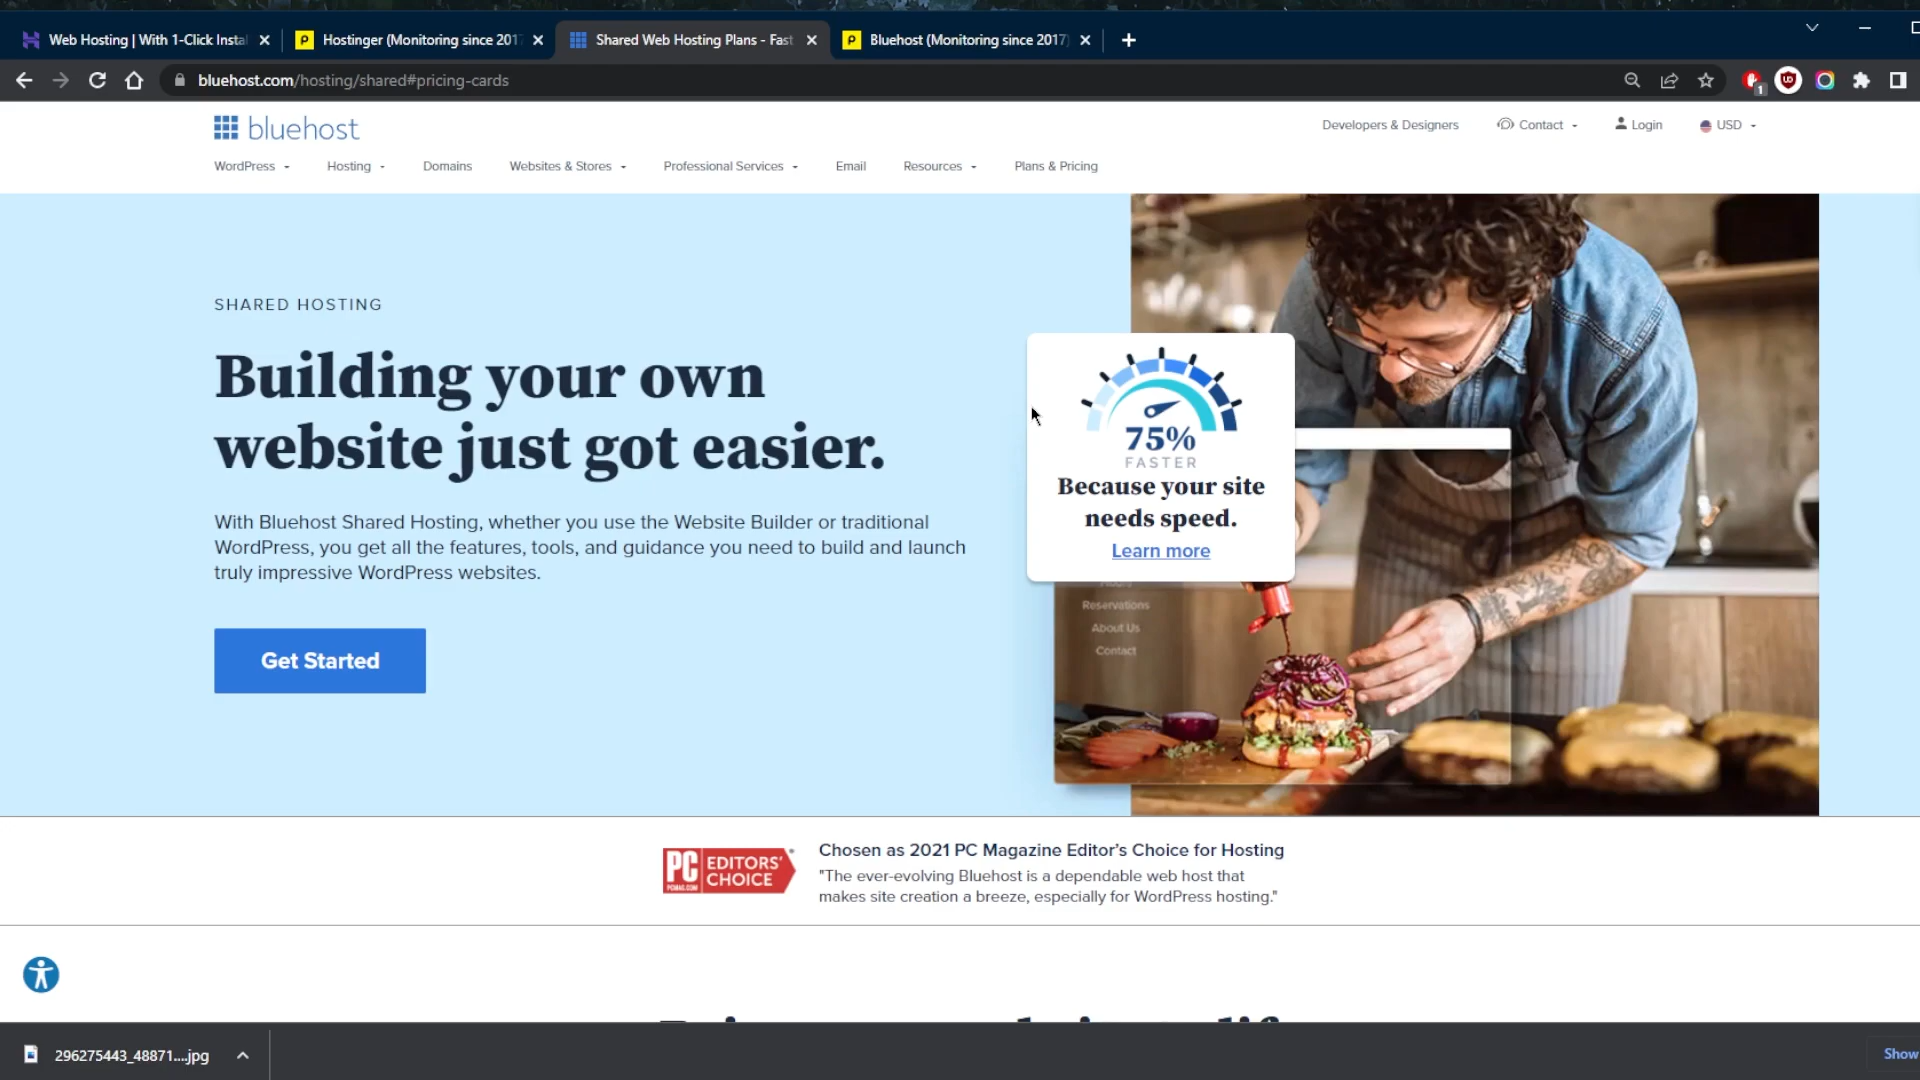 Web Hosting | With 1-Click Insta
Hostinger (Monitoring since 201
Shared Web Hosting Plans - Fast
Bluehost (Monitoring since 2017)
bluehost.com/hosting/shared#pricing-cards
1
bluehost
Developers & Designers
Contact
Login
USD
WordPress
Hosting
Domains
Websites & Stores
Professional Services
Email
Resources
Plans & Pricing
SHARED HOSTING
Building your own
website just got easier.
With Bluehost Shared Hosting, whether you use the Website Builder or traditional
WordPress, you get all the features, tools, and guidance you need to build and launch
truly impressive WordPress websites.
Get Started
75%
FASTER
Because your site
needs speed.
Learn more
Reservations
About Us
Contact
PC
PCMAG.COM
EDITORS'
CHOICE
Chosen as 2021 PC Magazine Editor's Choice for Hosting
"The ever-evolving Bluehost is a dependable web host that
makes site creation a breeze, especially for WordPress hosting."
296275443_48871....jpg
Show